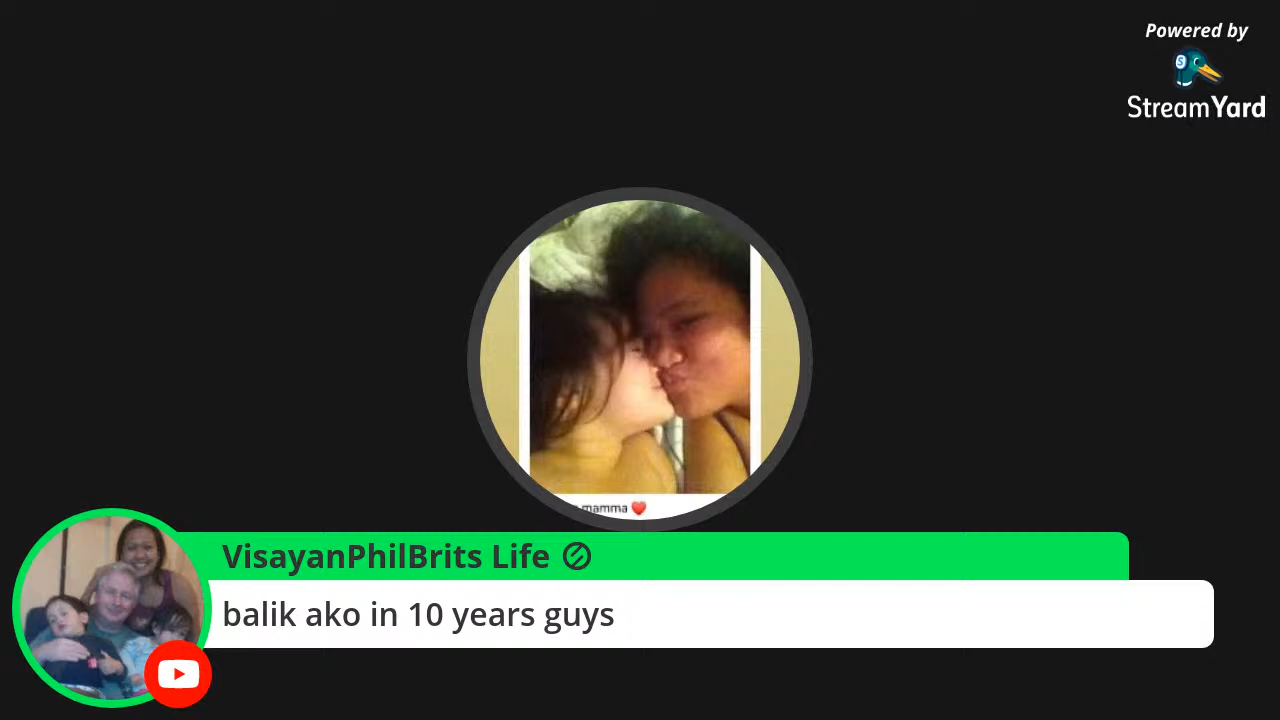 Powered by
StreamYard
mamma ❤️
VisayanPhilBrits Life
balik ako in 10 years guys